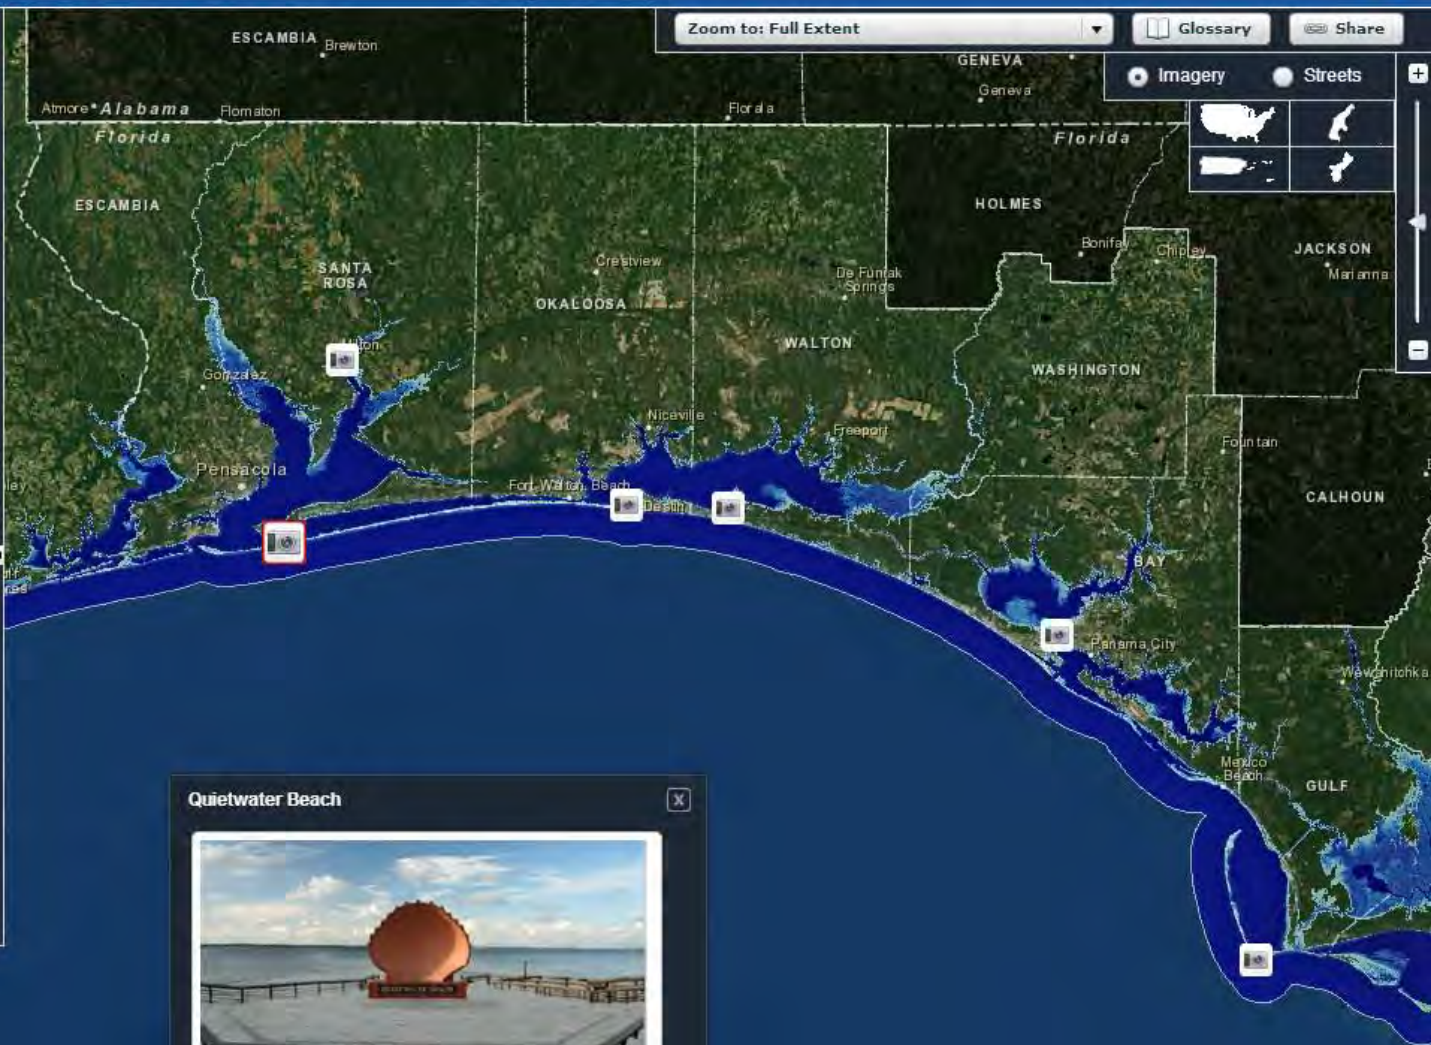 Zoom to: Full Extent
Glossary
Share
Imagery
Streets
ESCAMBIA
Brewton
GENEVA
Geneva
Atmore
Alabama
Flomaton
Florala
Florida
Florida
ESCAMBIA
HOLMES
Bonifay
Chipley
JACKSON
Marianna
SANTA
ROSA
Crestview
De Funiak
Springs
OKALOOSA
WALTON
WASHINGTON
Gonzalez
Niceville
Freeport
Fountain
Pensacola
Fort Walton Beach
Destin
CALHOUN
BAY
Panama City
Wewahitchka
Mexico
Beach
GULF
Quietwater Beach
X